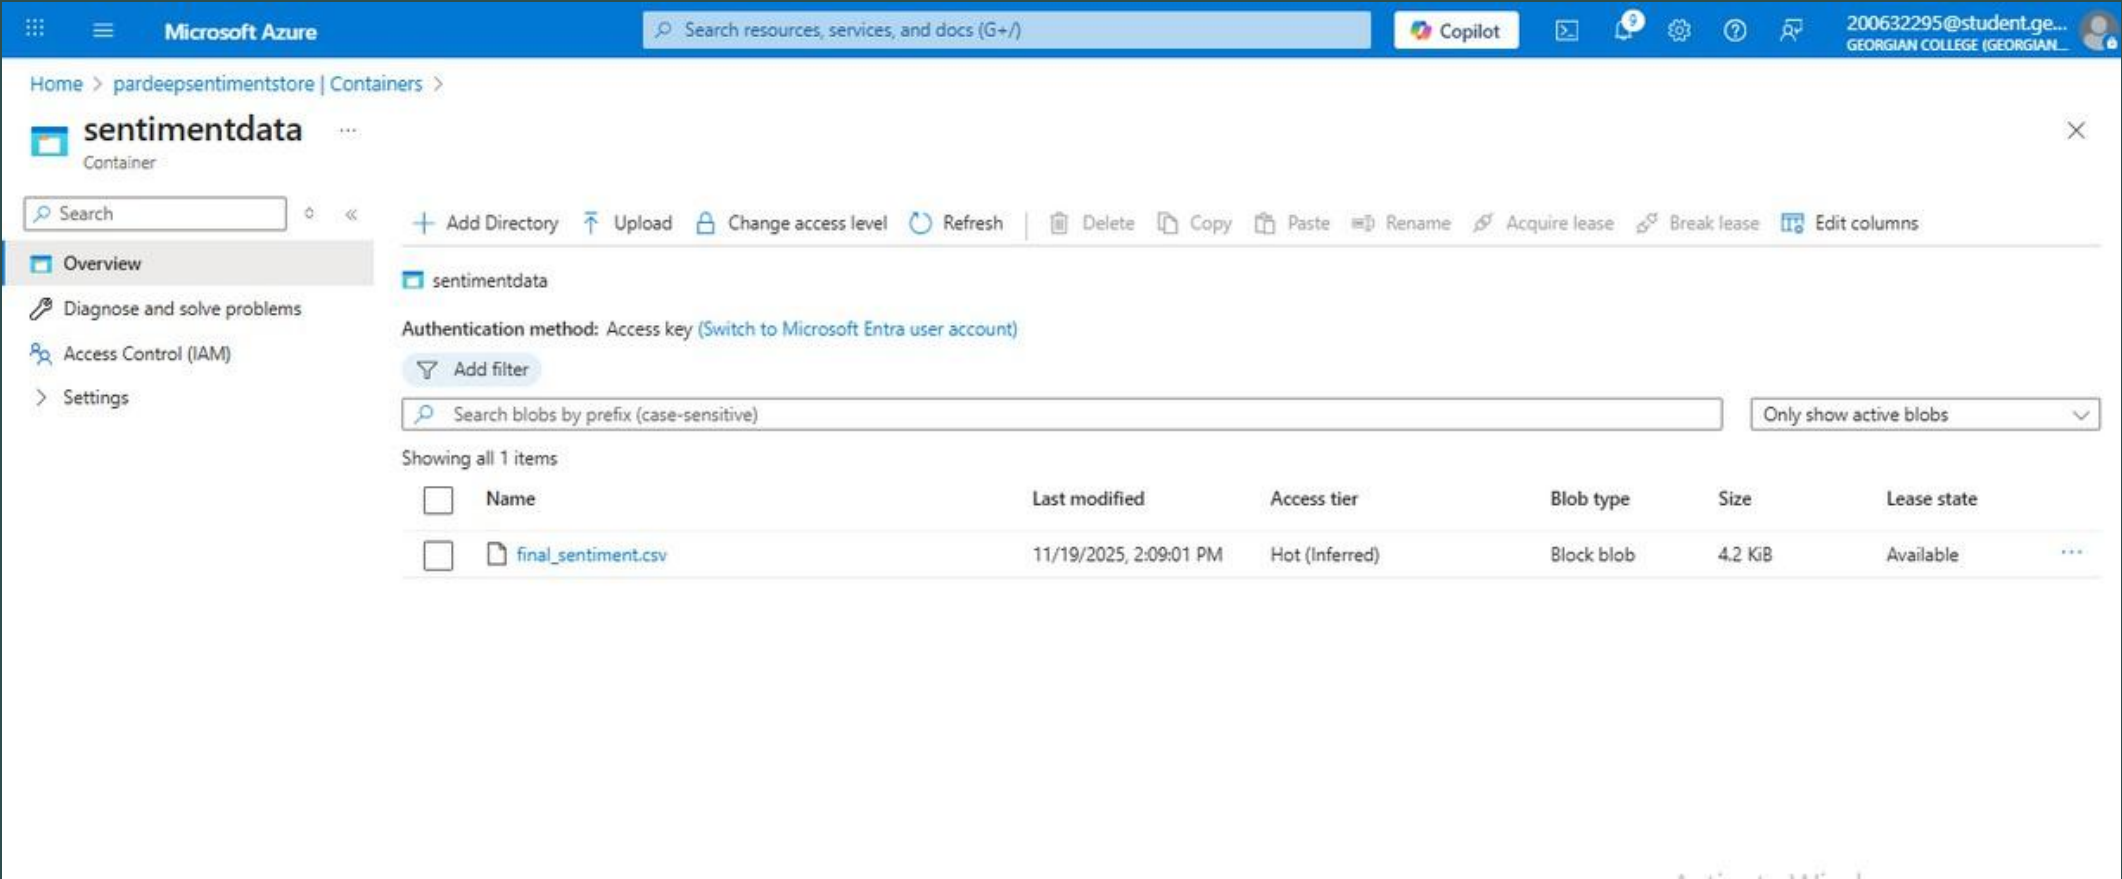 Microsoft Azure
Search resources, services, and docs (G+/)
Copilot
9
200632295@student.ge...
GEORGIAN COLLEGE (GEORGIAN...
Home > pardeepsentimentstore | Containers >
sentimentdata ...
Container
Search
Add Directory Upload Change access level Refresh Delete Copy Paste Rename Acquire lease Break lease Edit columns
Overview
Diagnose and solve problems
Access Control (IAM)
Settings
sentimentdata
Authentication method: Access key (Switch to Microsoft Entra user account)
Add filter
Search blobs by prefix (case-sensitive)
Only show active blobs
Showing all 1 items
Name Last modified Access tier Blob type Size Lease state
final_sentiment.csv 11/19/2025, 2:09:01 PM Hot (Inferred) Block blob 4.2 KiB Available ...